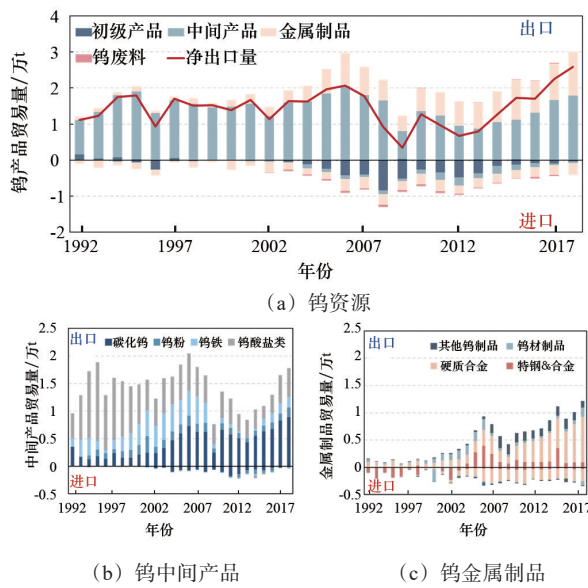 初级产品 中间产品 金属制品 出口
钨废料 净出口量
钨产品贸易量/万t
4
3
2
1
0
-1
-2
进口
1992 1997 2002 2007 2012 2017
年份
(a) 钨资源
出口
碳化钨 钨粉 钨铁 钨酸盐类
中间产品贸易量/万t
2.5
2
1.5
1
0.5
0
-0.5
进口
1992 1997 2002 2007 2012 2017
年份
(b) 钨中间产品
出口
其他钨制品 钨材制品
硬质合金 特钢&合金
金属制品贸易量/万t
2.5
2
1.5
1
0.5
0
-0.5
进口
1992 1997 2002 2007 2012 2017
年份
(c) 钨金属制品